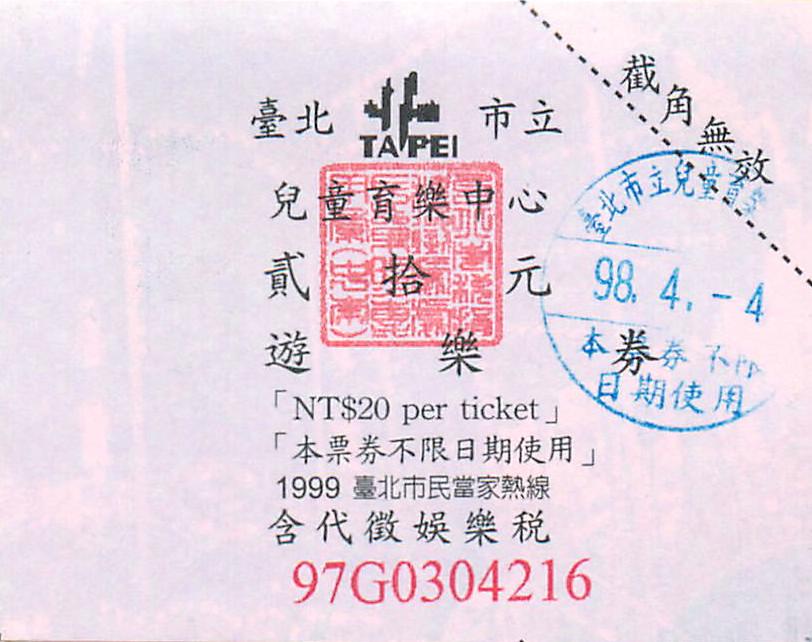 截角無效
臺北 TAIPEI 市立
兒童育樂中心
貳拾元
遊樂券
「NT$20 per ticket」
「本票券不限日期使用」
1999 臺北市民當家熱線
含代徵娛樂稅
97G0304216
臺北市立兒童育樂
98. 4. -4
本券不限
日期使用